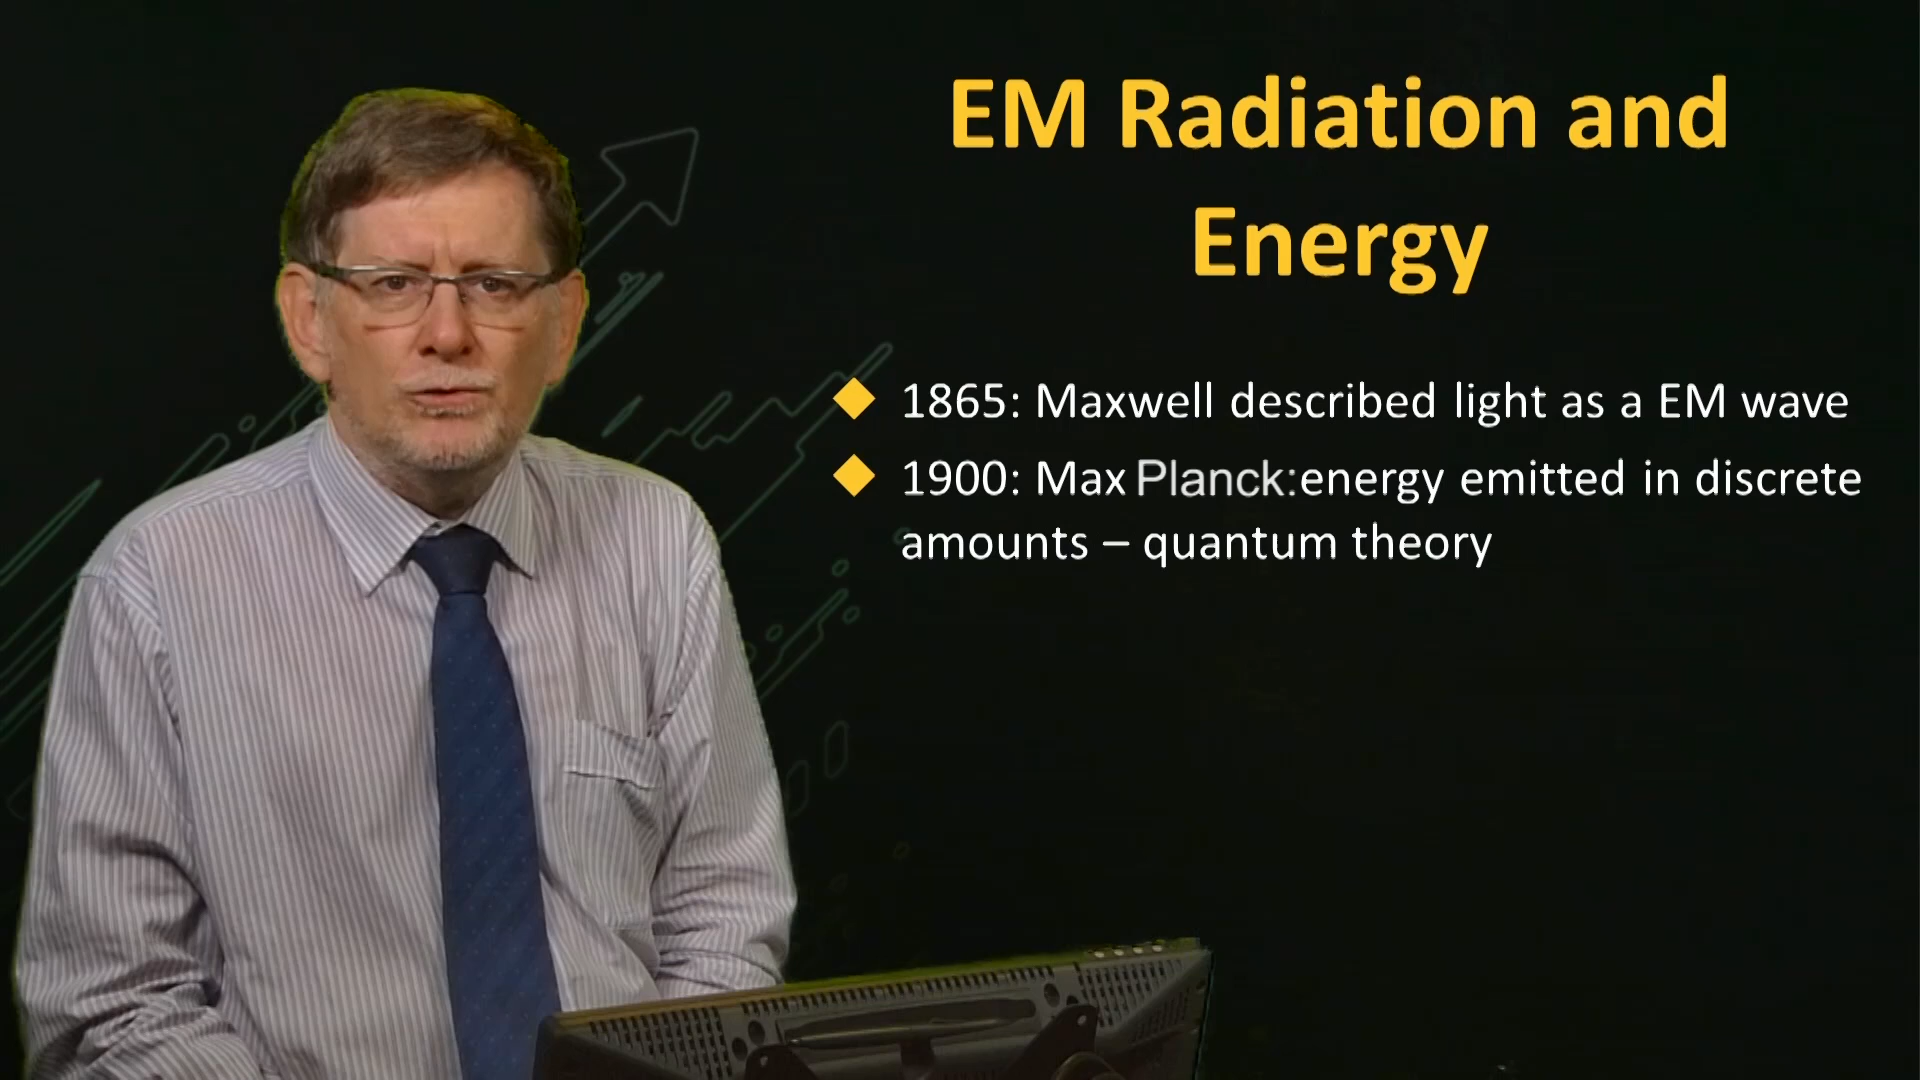 EM Radiation and
Energy
1865: Maxwell described light as a EM wave
1900: Max Planck:energy emitted in discrete
amounts – quantum theory